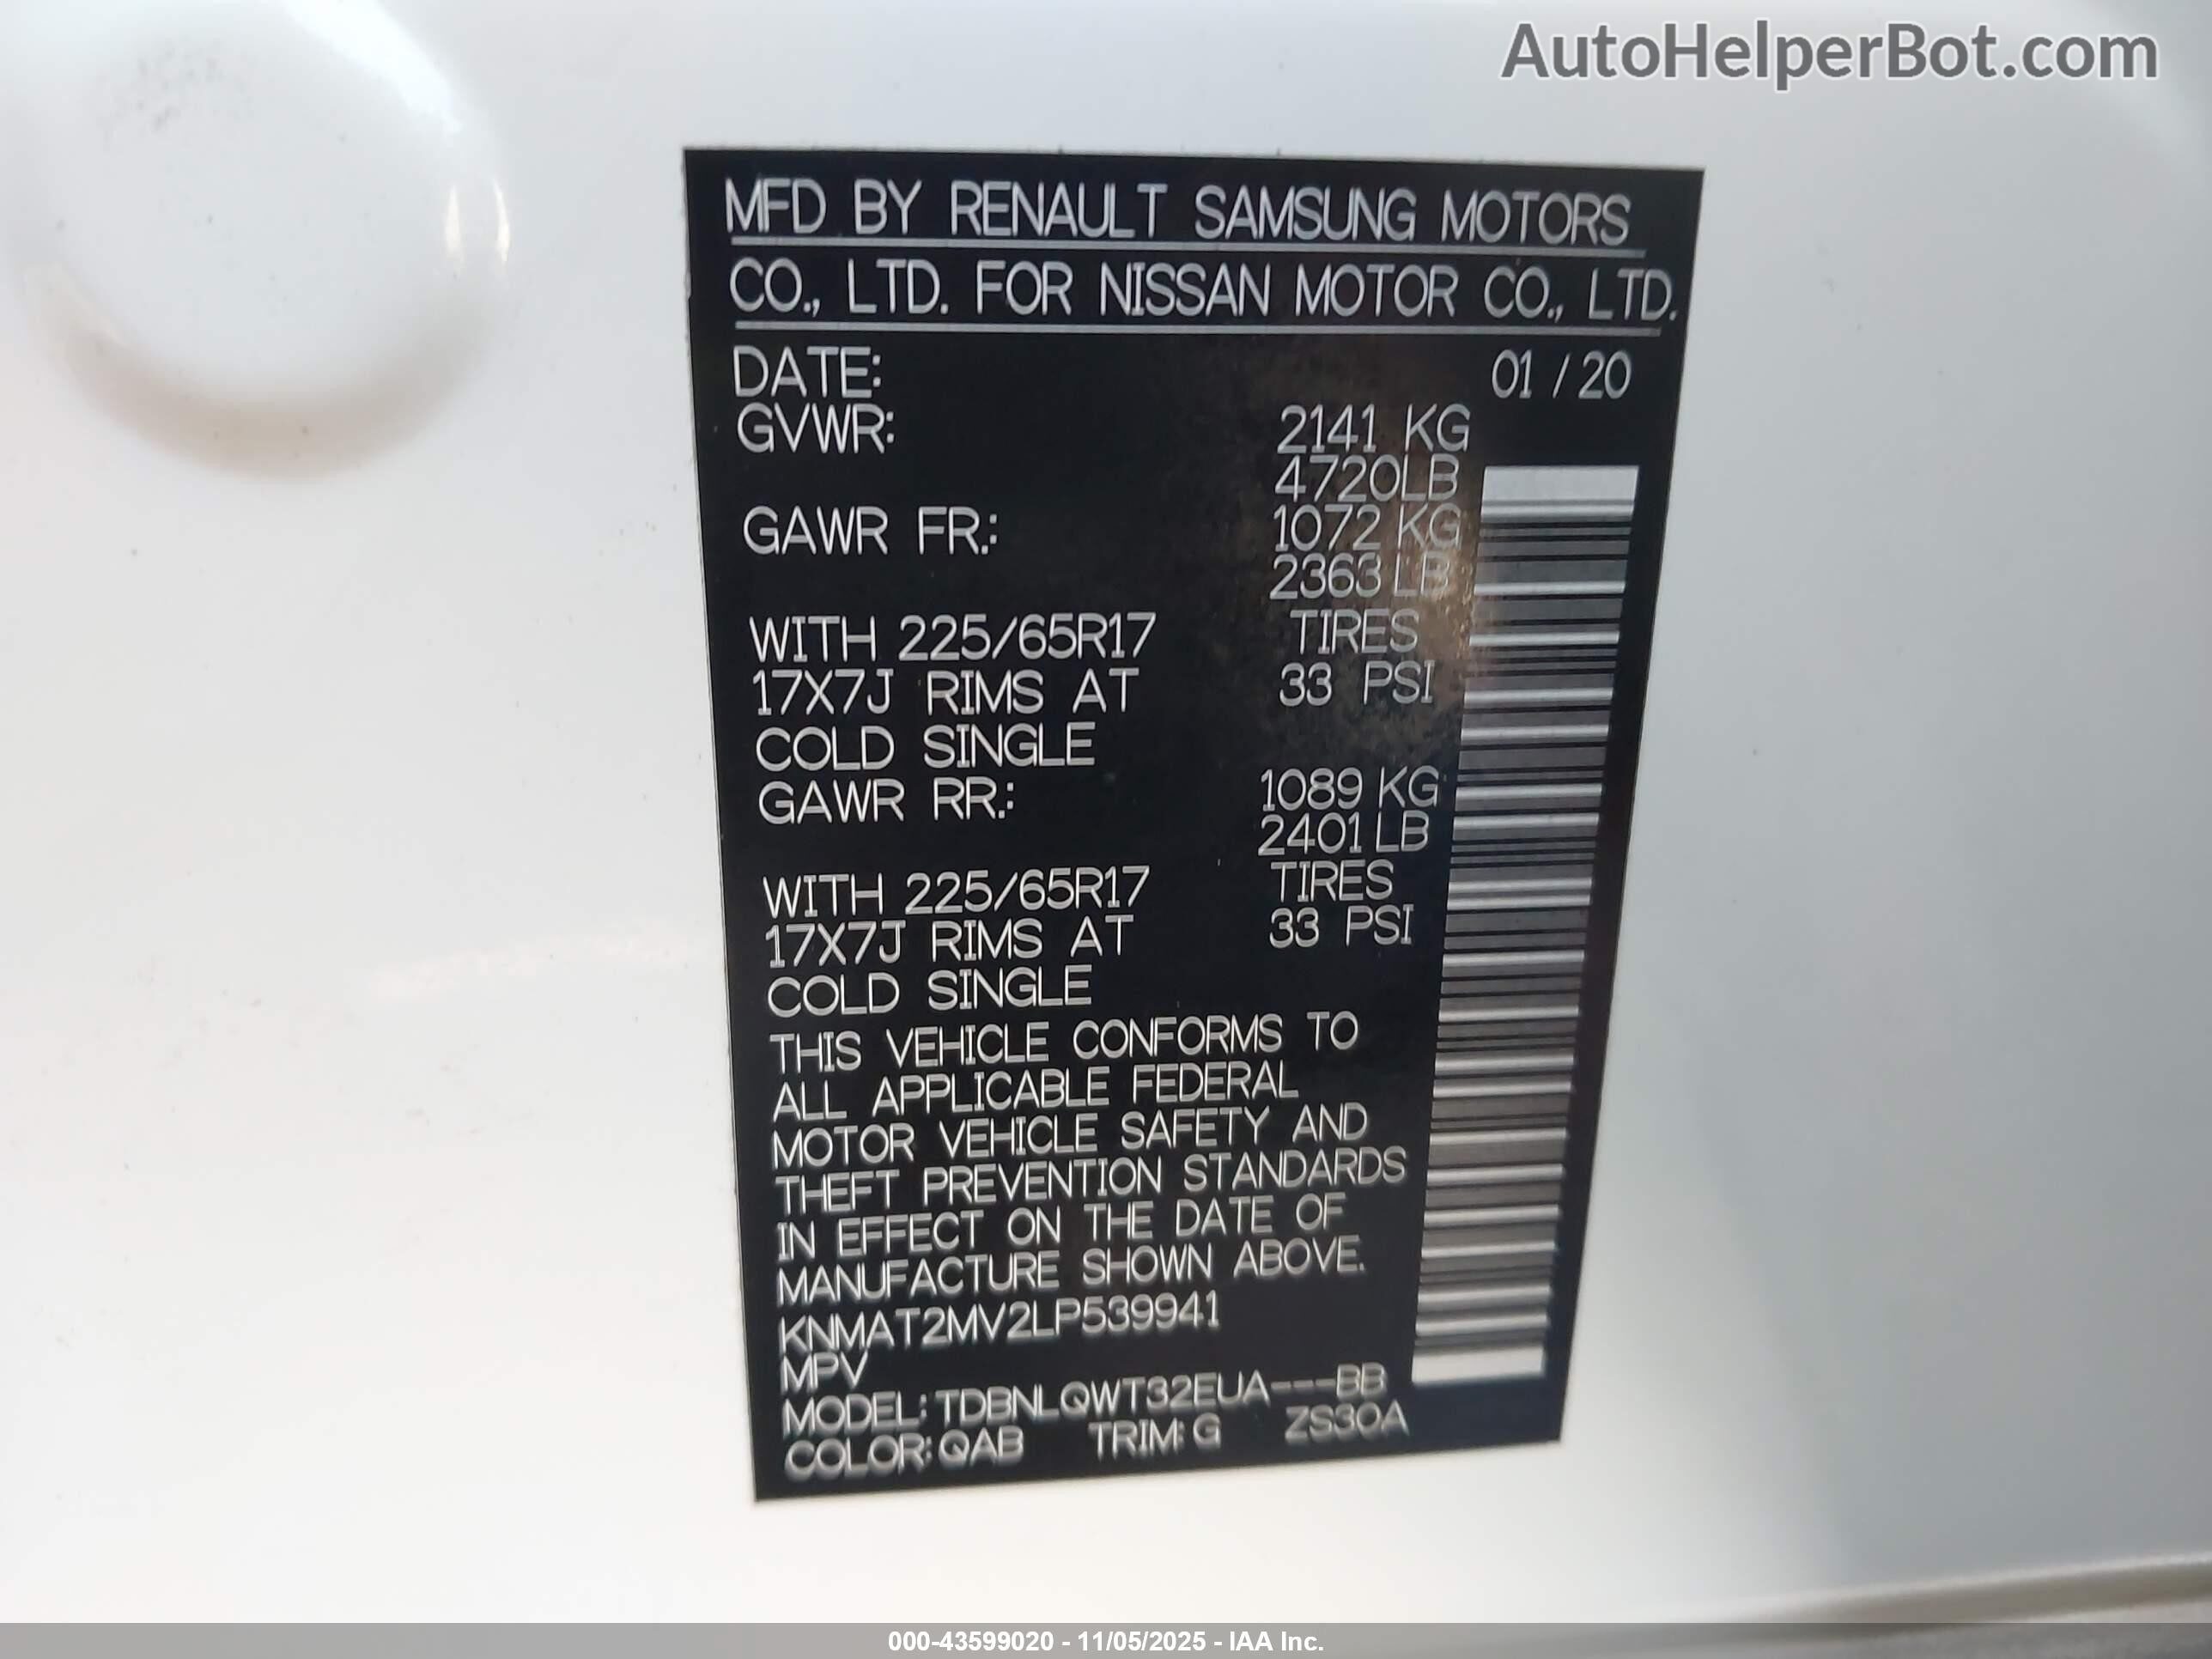 AutoHelperBot.com
MFD BY RENAULT SAMSUNG MOTORS
CO., LTD. FOR NISSAN MOTOR CO., LTD.
DATE: 01 / 20
GVWR: 2141 KG
4720LB
GAWR FR.: 1072 KG
2363 LB
WITH 225/65R17 TIRES
17X7J RIMS AT 33 PSI
COLD SINGLE
GAWR RR.: 1089 KG
2401 LB
WITH 225/65R17 TIRES
17X7J RIMS AT 33 PSI
COLD SINGLE
THIS VEHICLE CONFORMS TO
ALL APPLICABLE FEDERAL
MOTOR VEHICLE SAFETY AND
THEFT PREVENTION STANDARDS
IN EFFECT ON THE DATE OF
MANUFACTURE SHOWN ABOVE.
KNMAT2MV2LP539941
MPV
MODEL: TDBNLQWT32EUA---BB
COLOR: QAB TRIM: G ZS30A
000-43599020 - 11/05/2025 - IAA Inc.